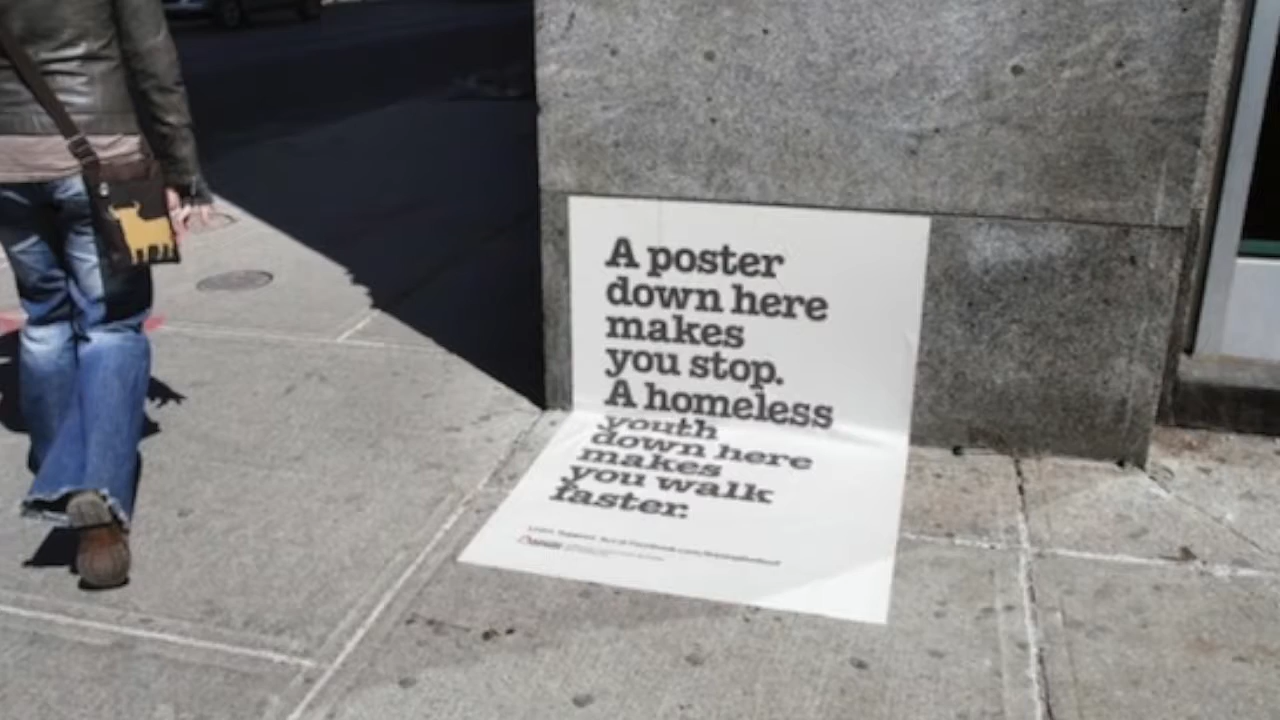 A poster
down here
makes
you stop.
A homeless
youth
down here
makes
you walk
faster.